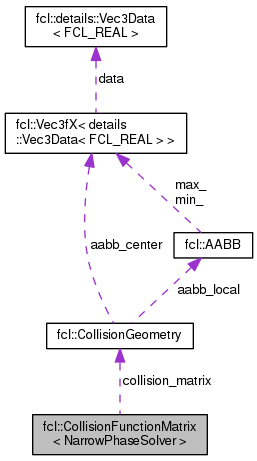 fcl::details::Vec3Data
< FCL_REAL >
data
fcl::Vec3fX< details
::Vec3Data< FCL_REAL > >
max_
min_
aabb_center
fcl::AABB
aabb_local
fcl::CollisionGeometry
collision_matrix
fcl::CollisionFunctionMatrix
< NarrowPhaseSolver >